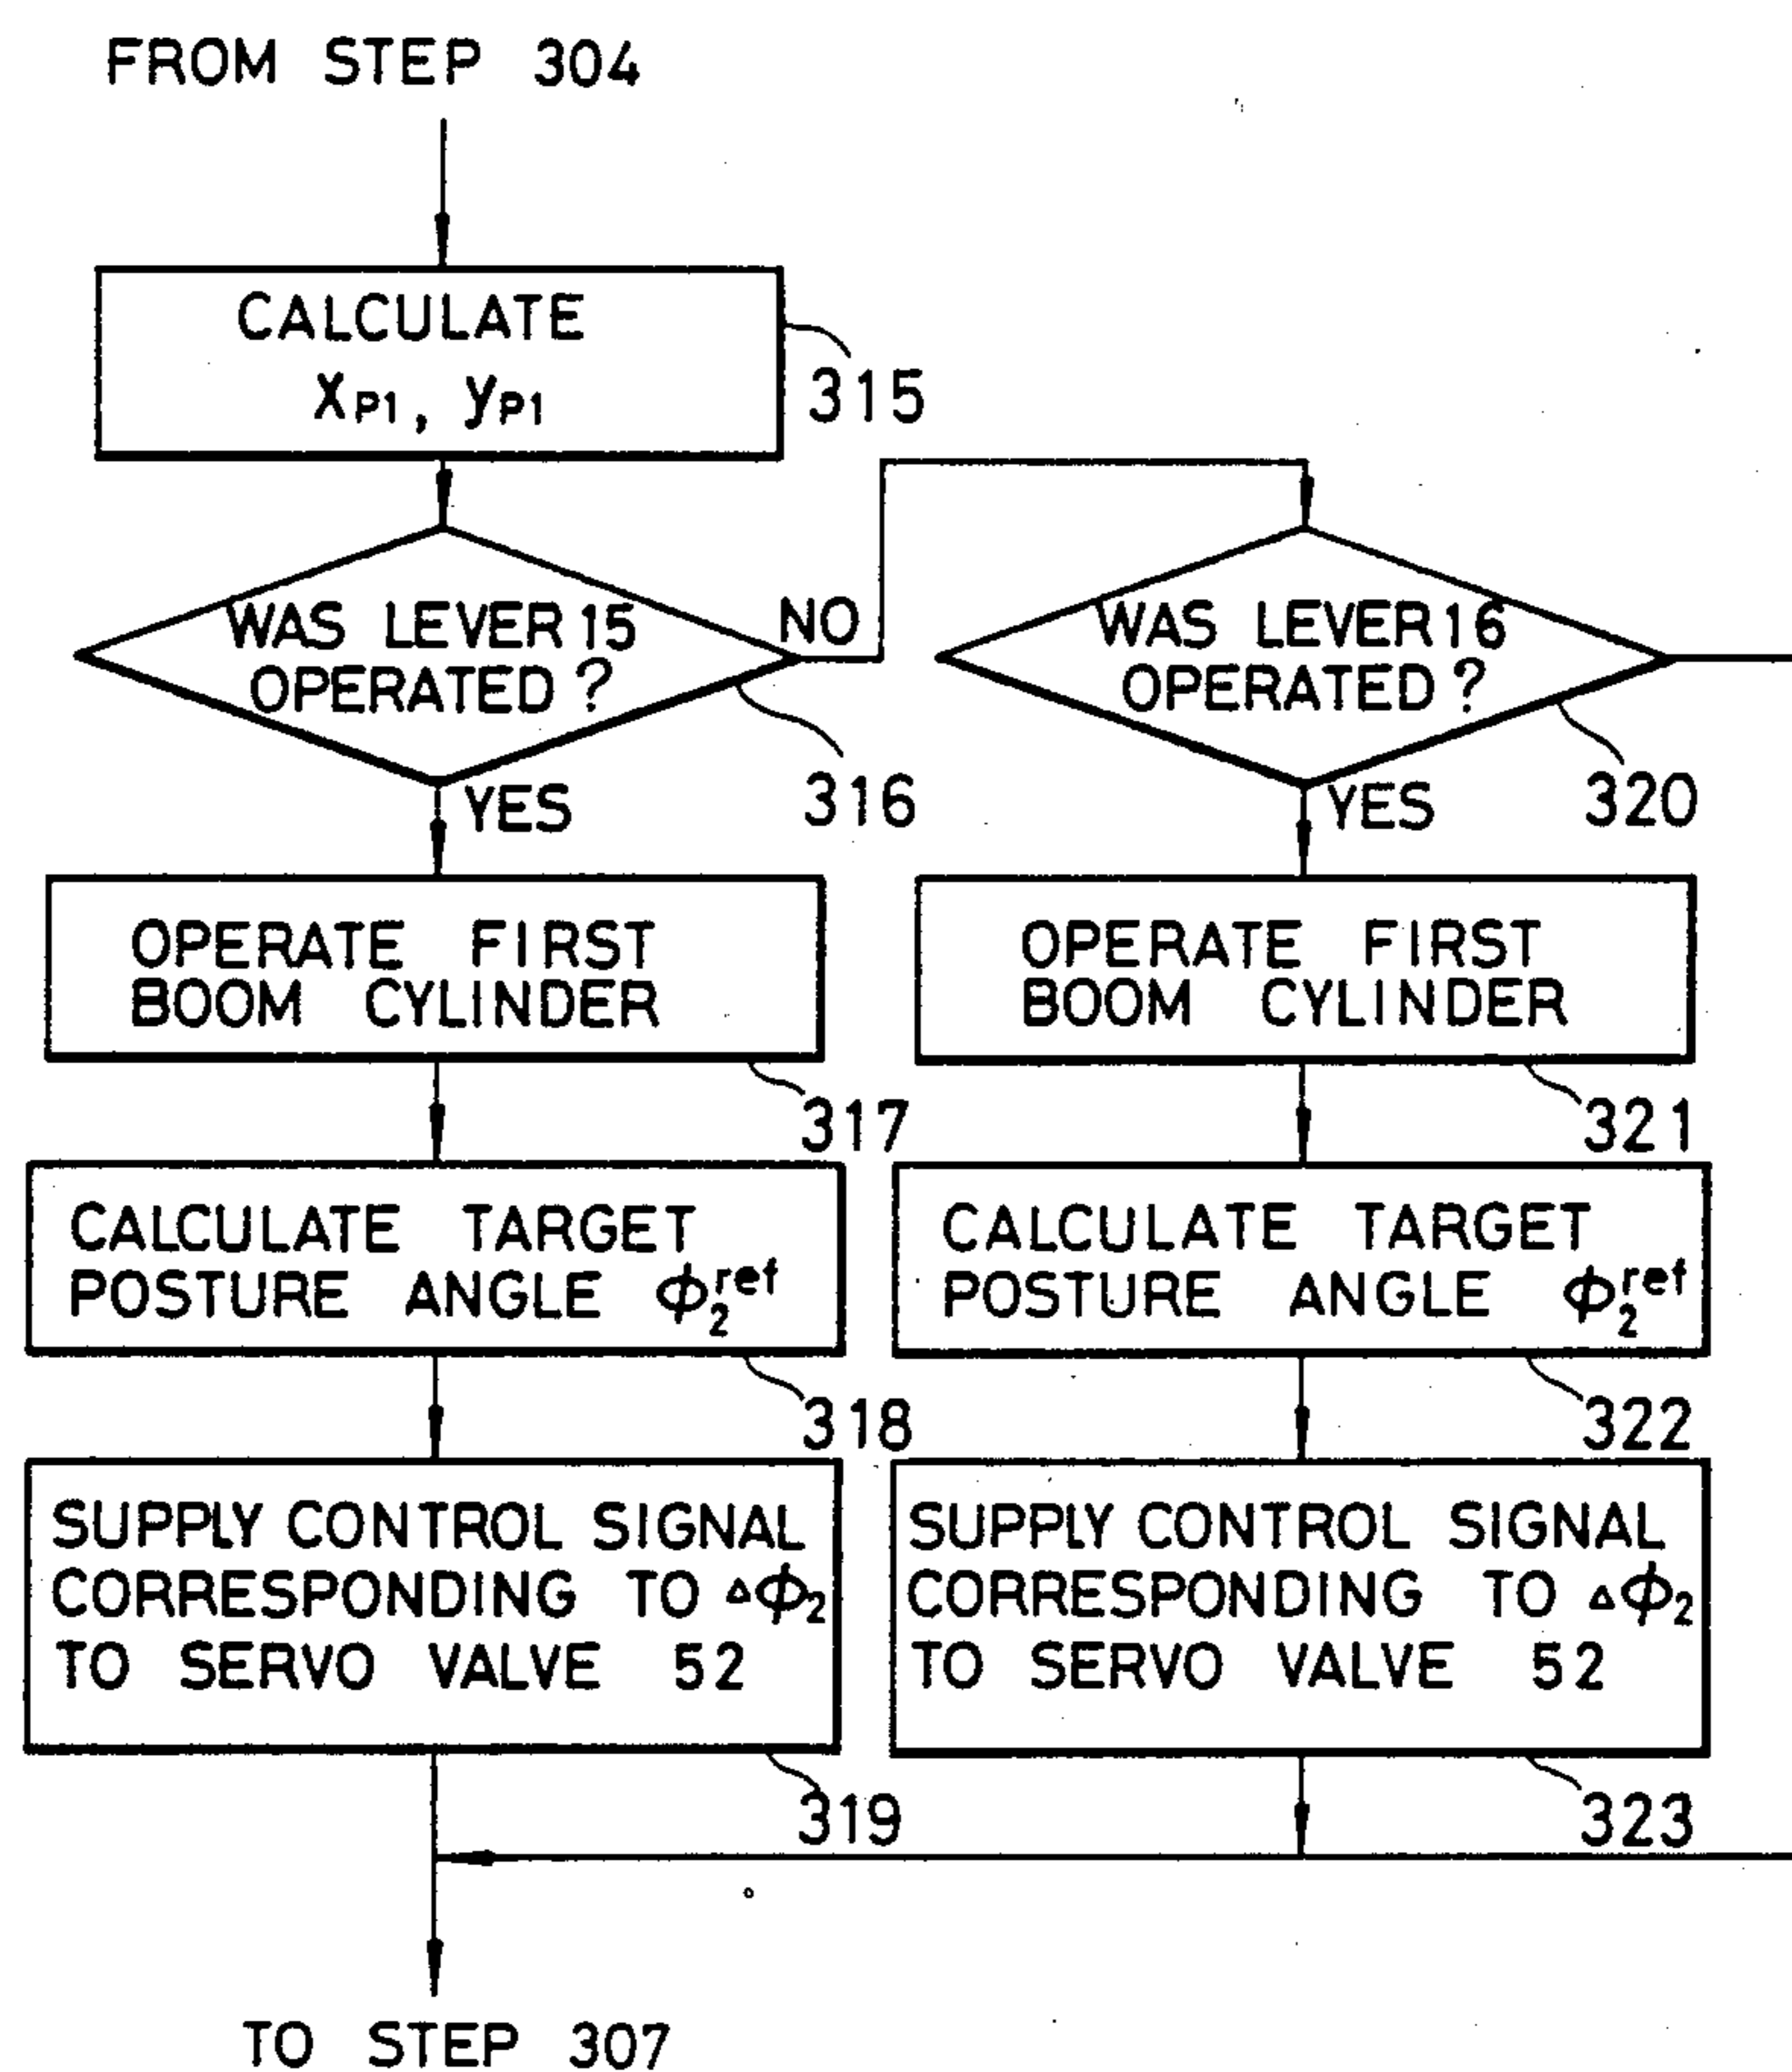 FROM STEP 304
CALCULATE
XP1, yP1
315
WAS LEVER 15
OPERATED ?
NO
316
YES
OPERATE FIRST
BOOM CYLINDER
317
CALCULATE TARGET
POSTURE ANGLE ϕ₂ʳᵉᶠ
318
SUPPLY CONTROL SIGNAL
CORRESPONDING TO Δϕ₂
TO SERVO VALVE 52
319
WAS LEVER 16
OPERATED ?
320
YES
OPERATE FIRST
BOOM CYLINDER
321
CALCULATE TARGET
POSTURE ANGLE ϕ₂ʳᵉᶠ
322
SUPPLY CONTROL SIGNAL
CORRESPONDING TO Δϕ₂
TO SERVO VALVE 52
323
TO STEP 307